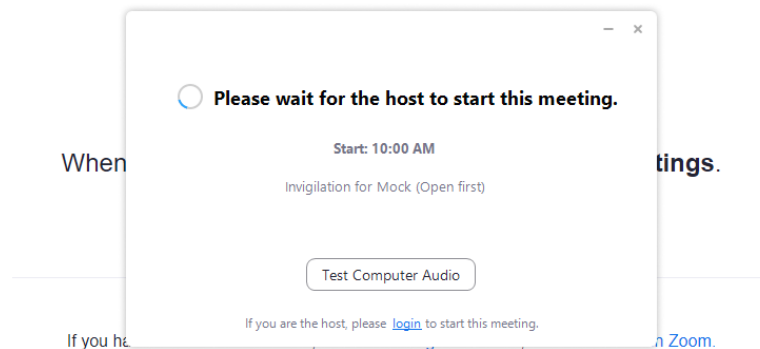 Please wait for the host to start this meeting.
Start: 10:00 AM
When tings.
Invigilation for Mock (Open first)
Test Computer Audio
If you are the host, please login to start this meeting.
If you ha n Zoom.